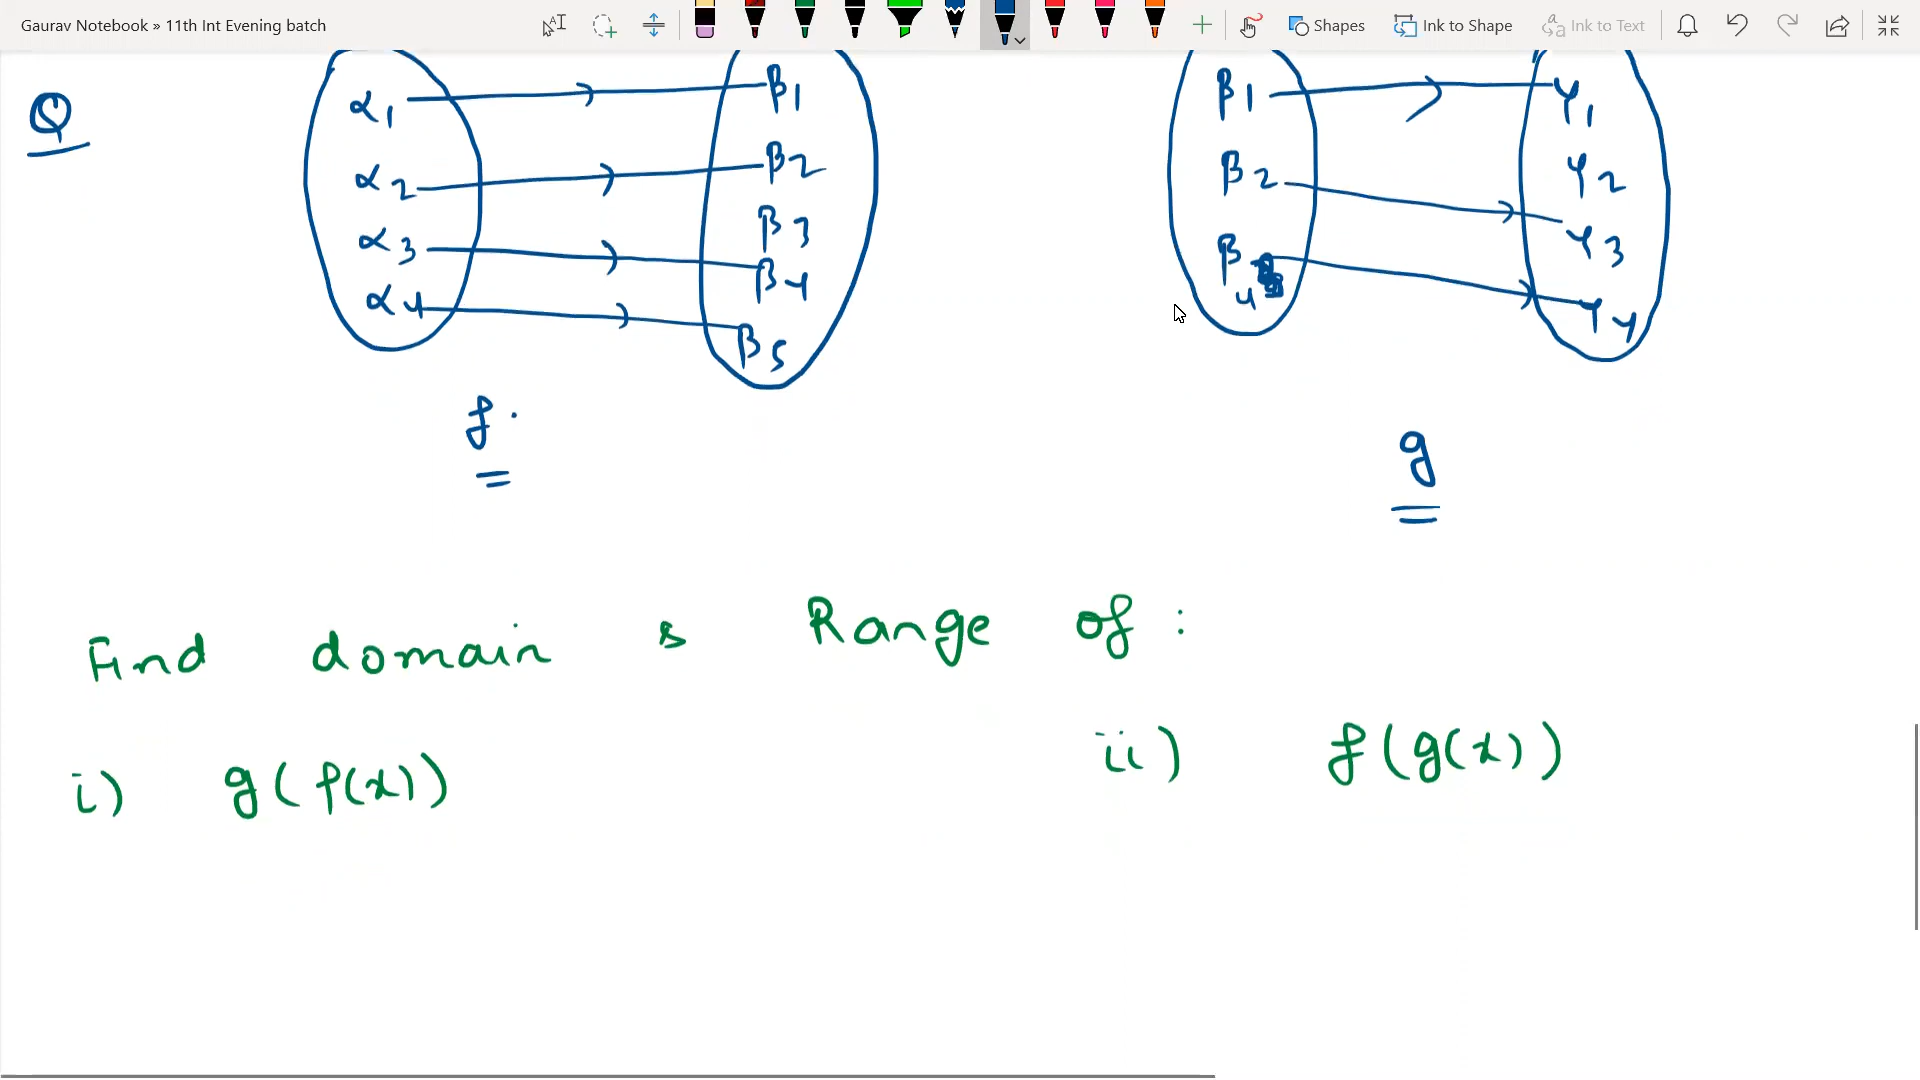 Gaurav Notebook » 11th Int Evening batch
Shapes
Ink to Shape
Ink to Text
Q
α1 β1 β1 γ1
α2 β2 β2 γ2
α3 β3 β4 γ3
α4 β4 γ4
β5
f.
g
Find domain & Range of :
i) g(f(x)) ii) f(g(x))